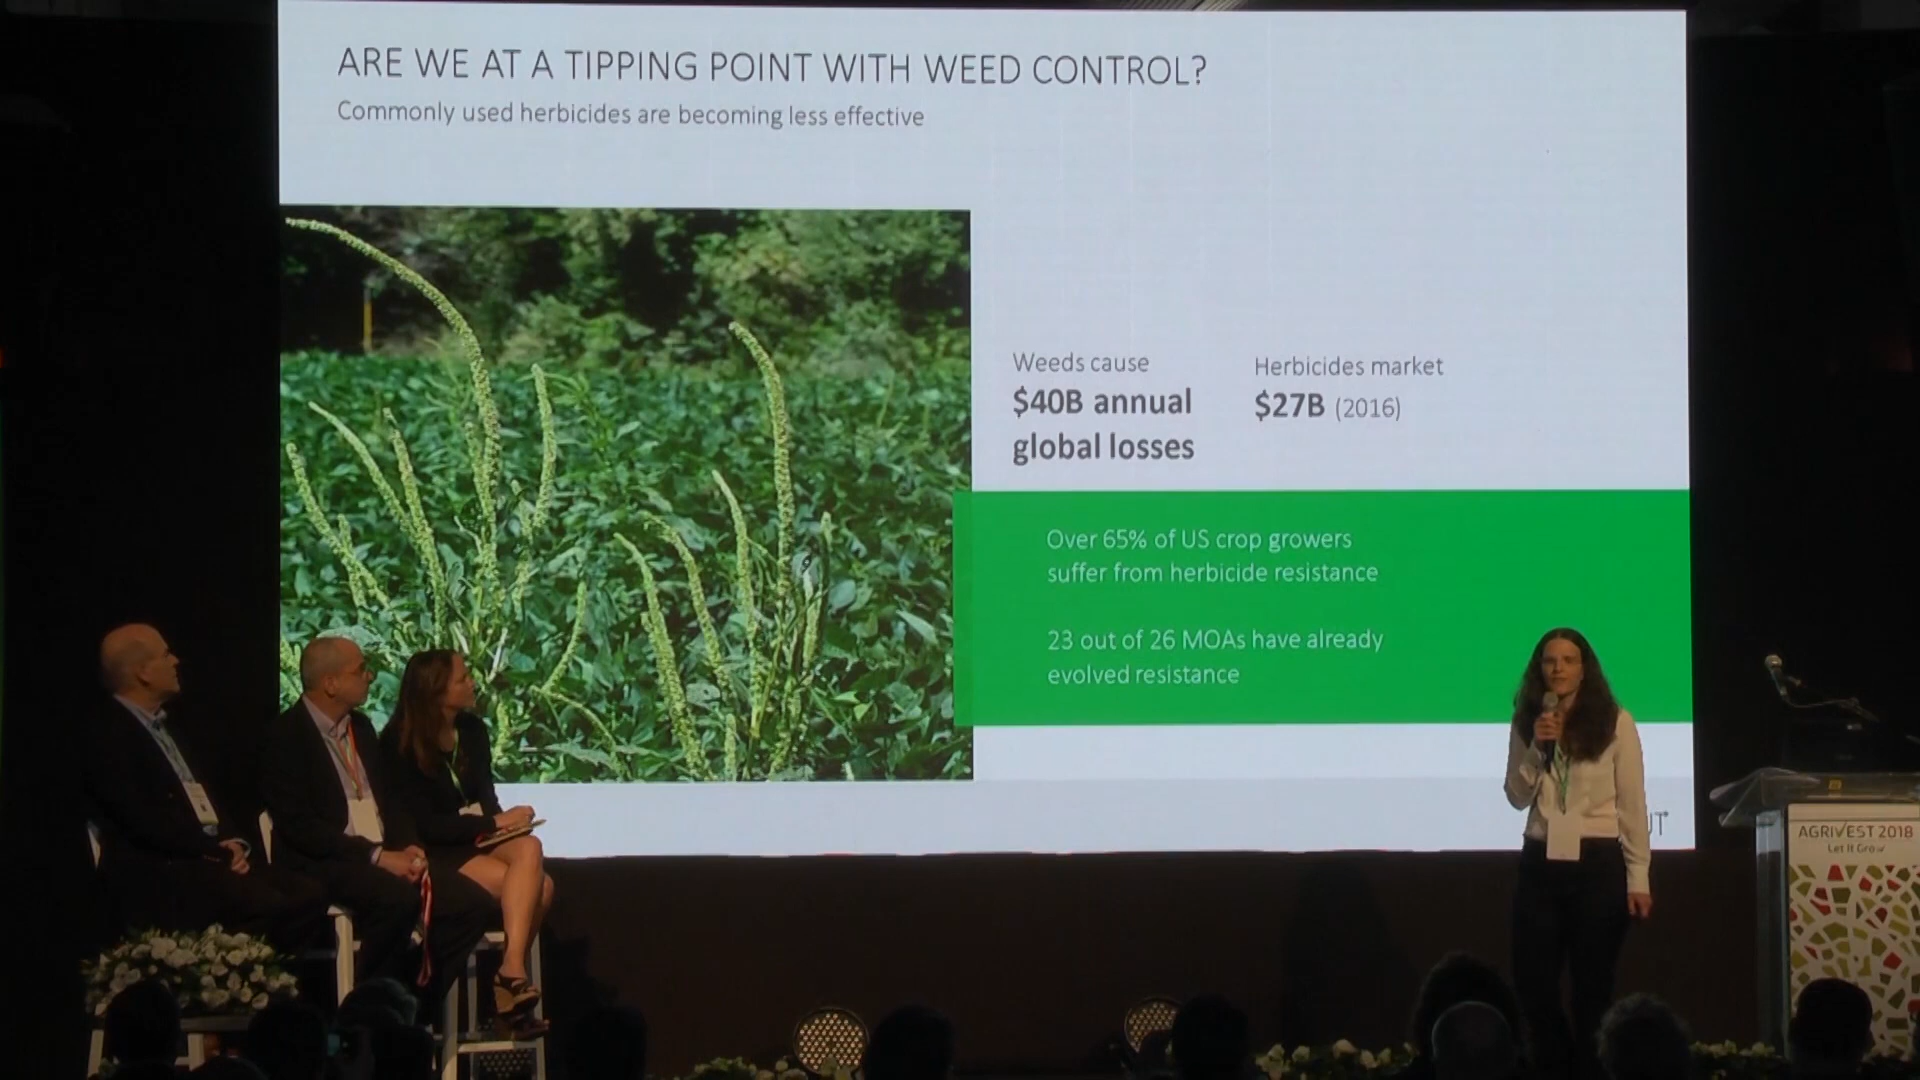 ARE WE AT A TIPPING POINT WITH WEED CONTROL?
Commonly used herbicides are becoming less effective
Weeds cause
$40B annual
global losses
Herbicides market
$27B (2016)
Over 65% of US crop growers
suffer from herbicide resistance
23 out of 26 MOAs have already
evolved resistance
AGRIVEST 2018
Let It Grow